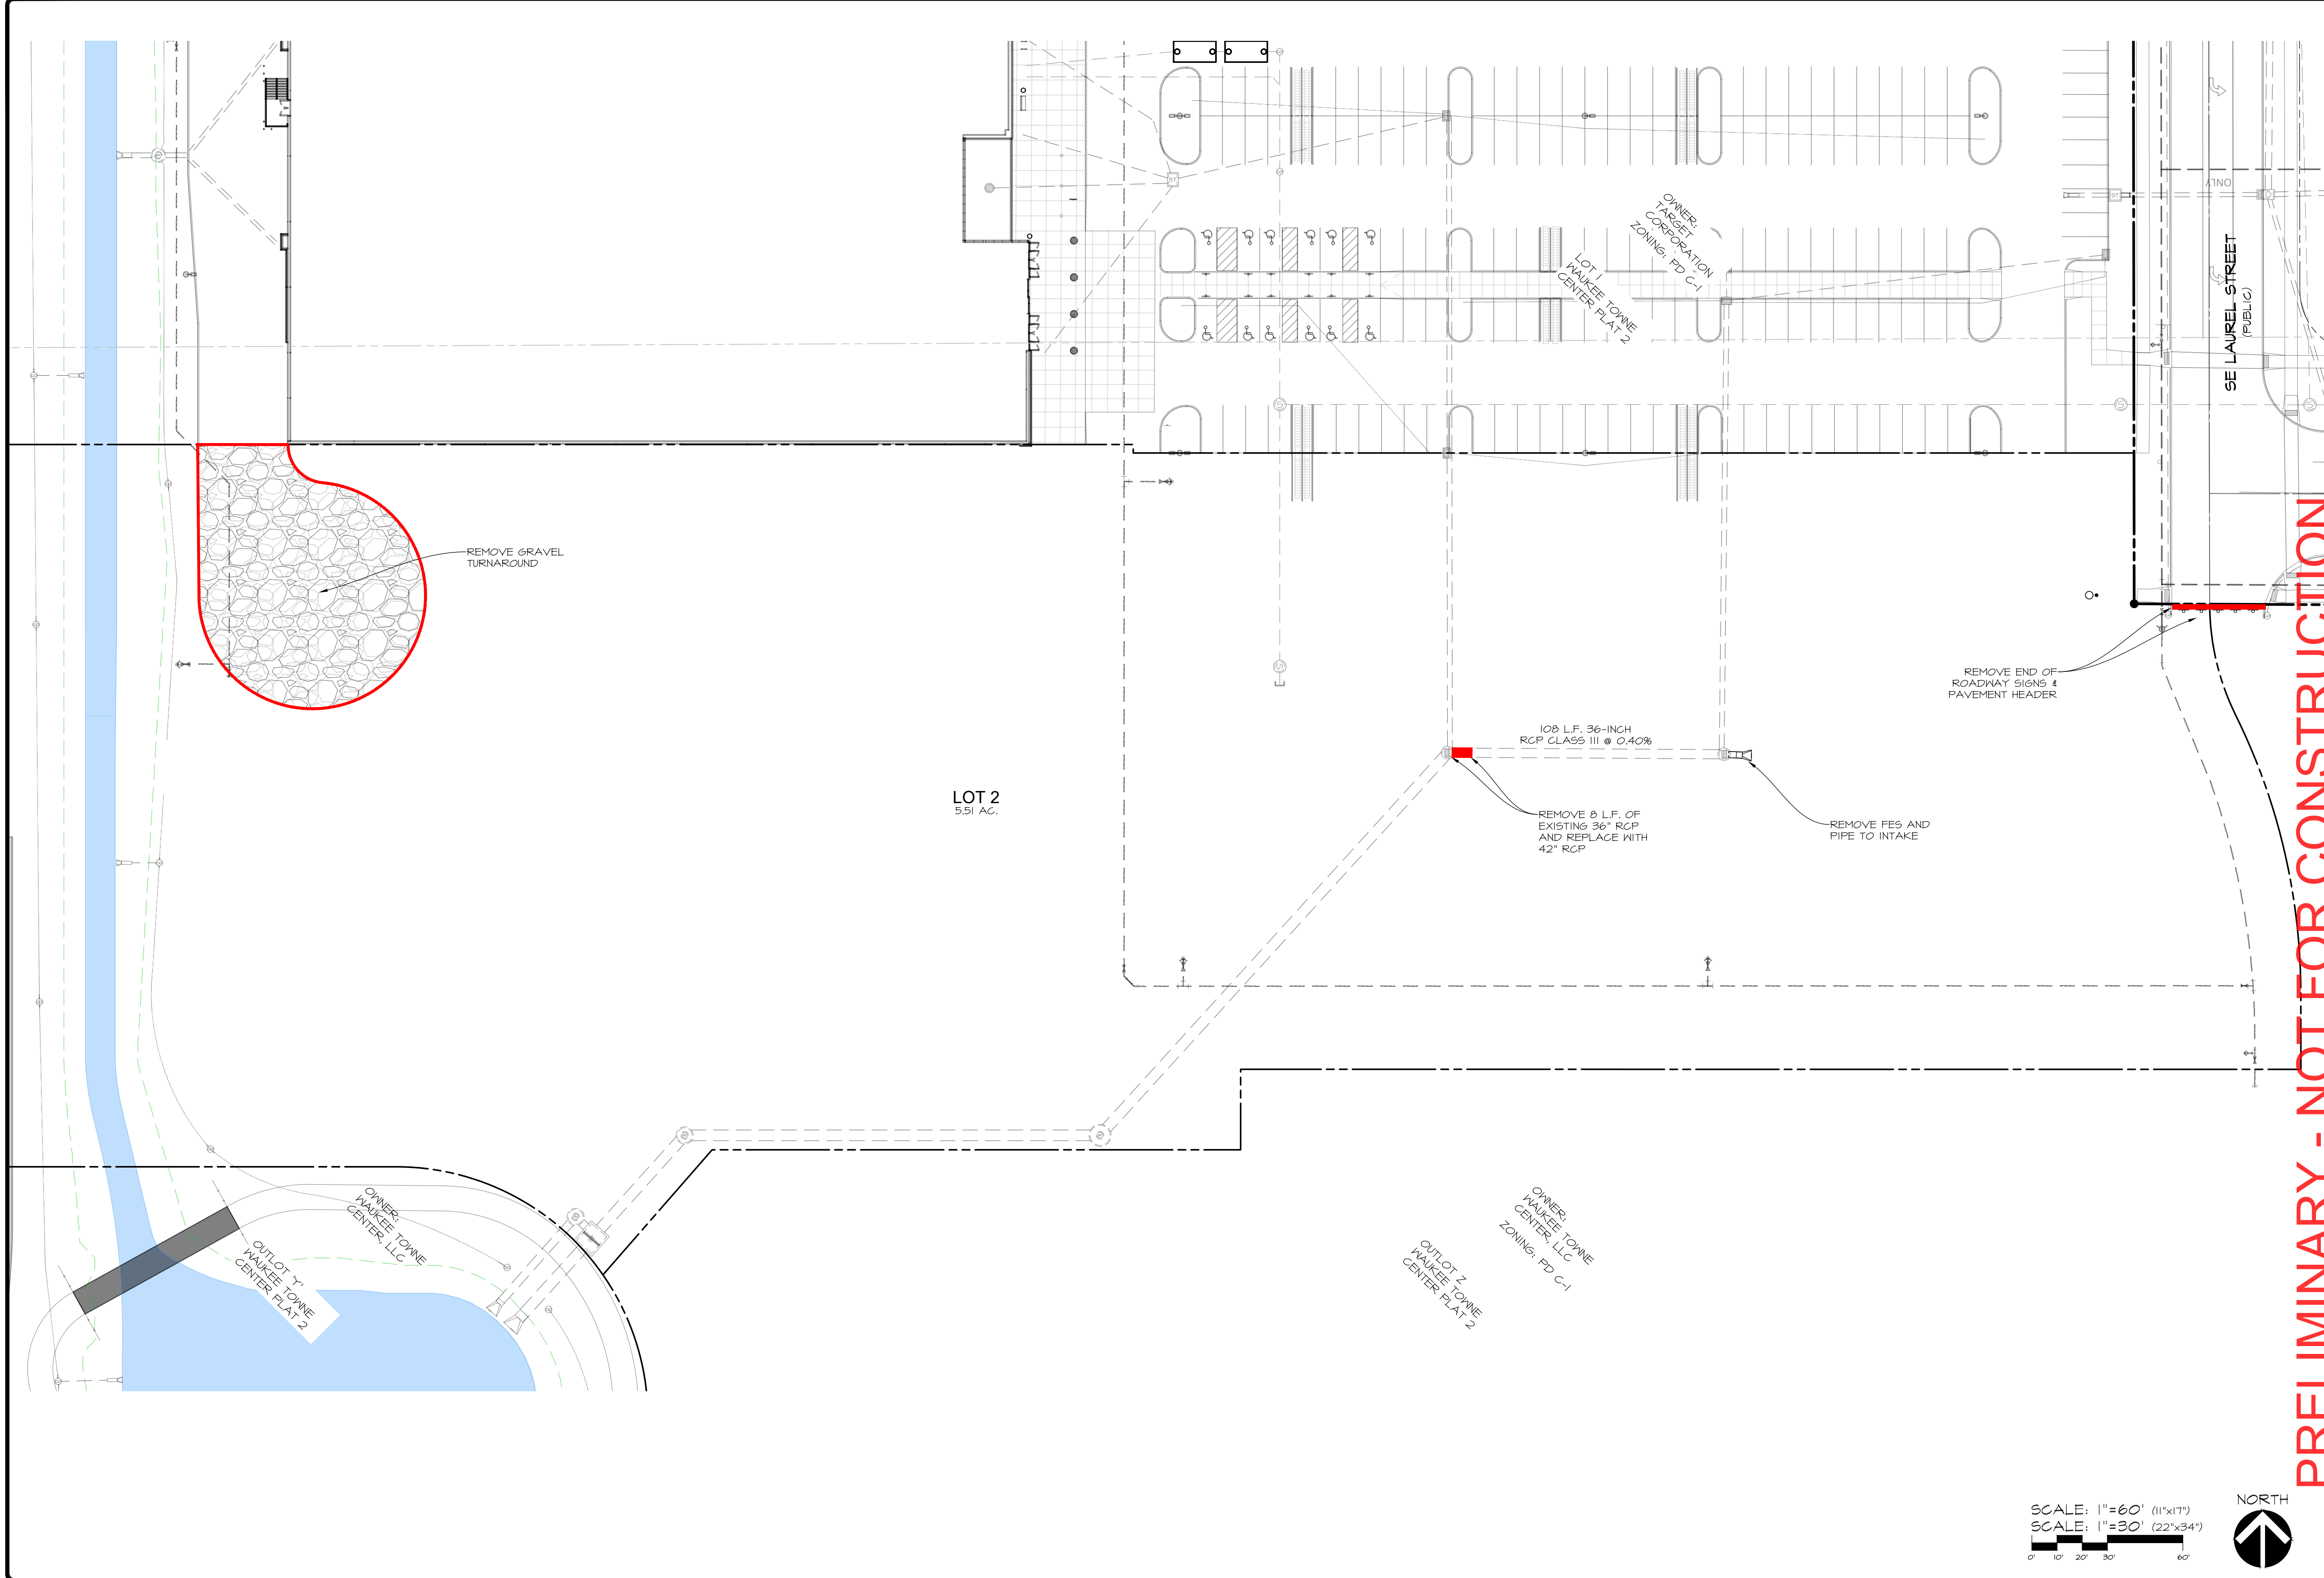 ONLY
OWNER:
TARGET
CORPORATION
ZONING: PD C-1
LOT 1
WAUKEE TOWNE
CENTER PLAT 2
SE LAUREL STREET
(PUBLIC)
ST
ST
REMOVE GRAVEL
TURNAROUND
REMOVE END OF
ROADWAY SIGNS &
PAVEMENT HEADER
108 L.F. 36-INCH
RCP CLASS III @ 0.40%
LOT 2
5.51 AC.
REMOVE 8 L.F. OF
EXISTING 36" RCP
AND REPLACE WITH
42" RCP
REMOVE FES AND
PIPE TO INTAKE
OWNER:
WAUKEE TOWNE
CENTER, LLC
OUTLOT 'Y'
WAUKEE TOWNE
CENTER PLAT 2
OWNER:
WAUKEE TOWNE
CENTER, LLC
ZONING: PD C-1
OUTLOT Z
WAUKEE TOWNE
CENTER PLAT 2
PRELIMINARY - NOT FOR CONSTRUCTION
SCALE: 1"=60' (11"x17")
SCALE: 1"=30' (22"x34")
0' 10' 20' 30' 60'
NORTH